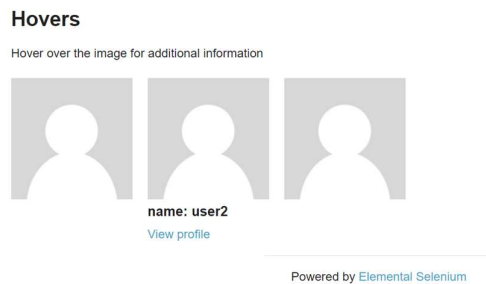 Hovers
Hover over the image for additional information
name: user2
View profile
Powered by Elemental Selenium